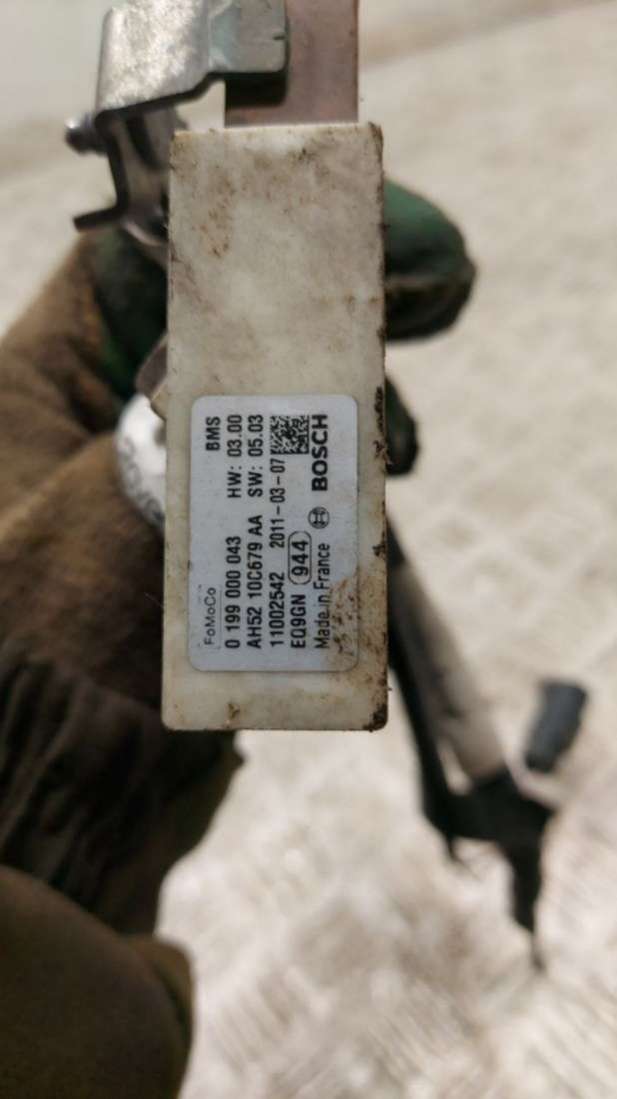 FoMoCo
BMS
0 199 000 043
HW: 03.00
AH52 10C679 AA
SW: 05.03
11002542
2011-03-07
EQ9GN
944
Made in France
BOSCH